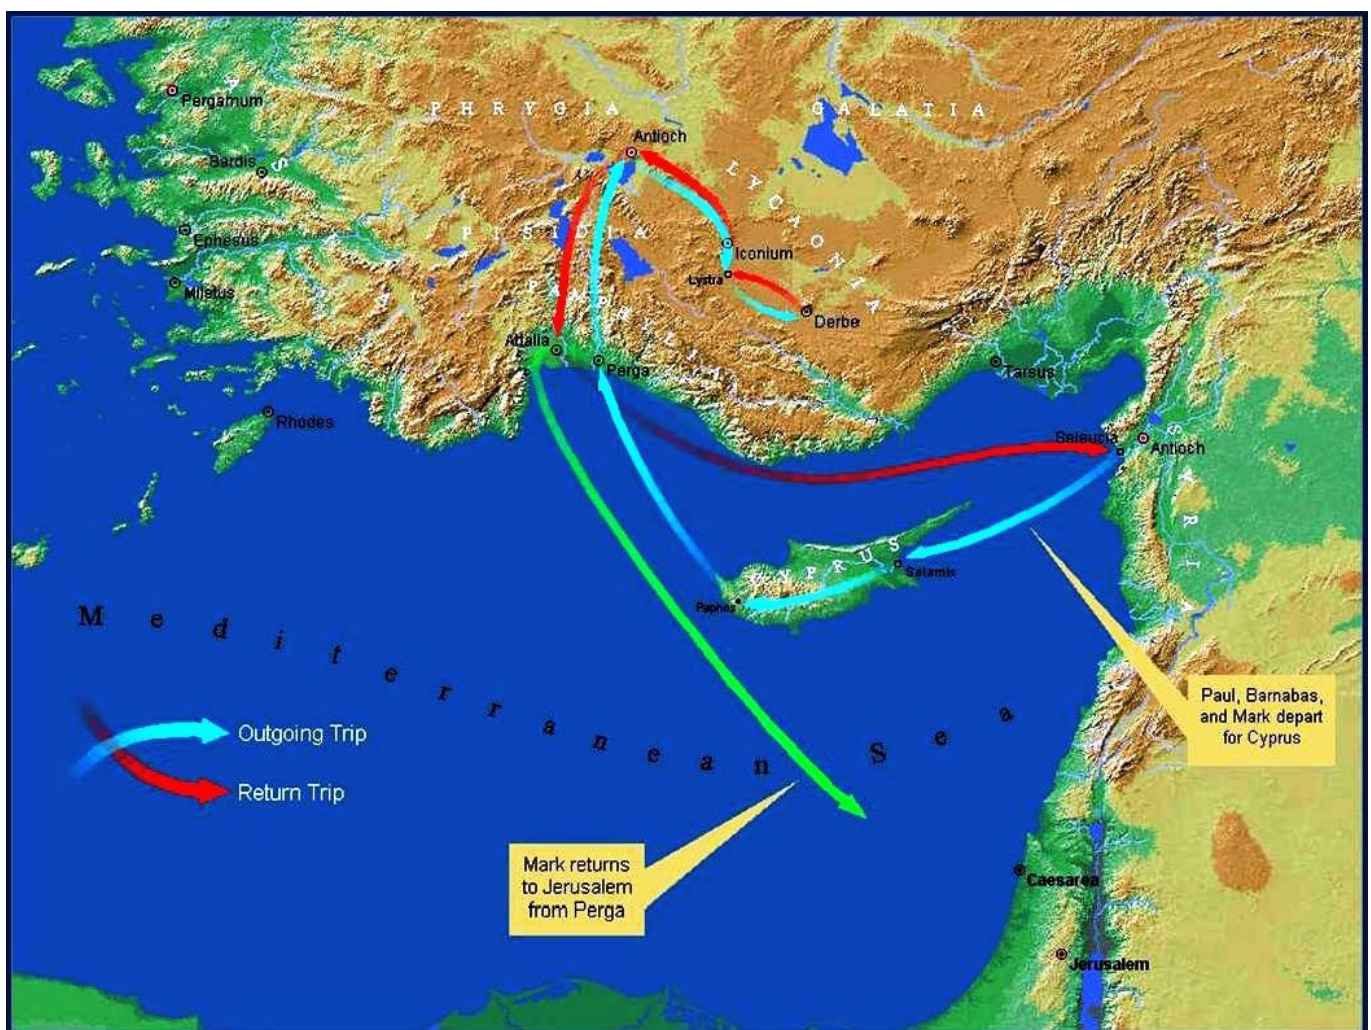 PHRYGIA
GALATIA
Pergamum
ASIA
Antioch
Bardis
LYCAONIA
Ephesus
PISIDIA
Iconium
Lystra
Miletus
PAMPHYLIA
Derbe
Attalia
Perga
Tarsus
Rhodes
Seleucia
Antioch
SYRIA
CYPRUS
Salamis
Paphos
Mediterranean Sea
Paul, Barnabas,
and Mark depart
for Cyprus
Outgoing Trip
Return Trip
Mark returns
to Jerusalem
from Perga
Caesarea
Jerusalem